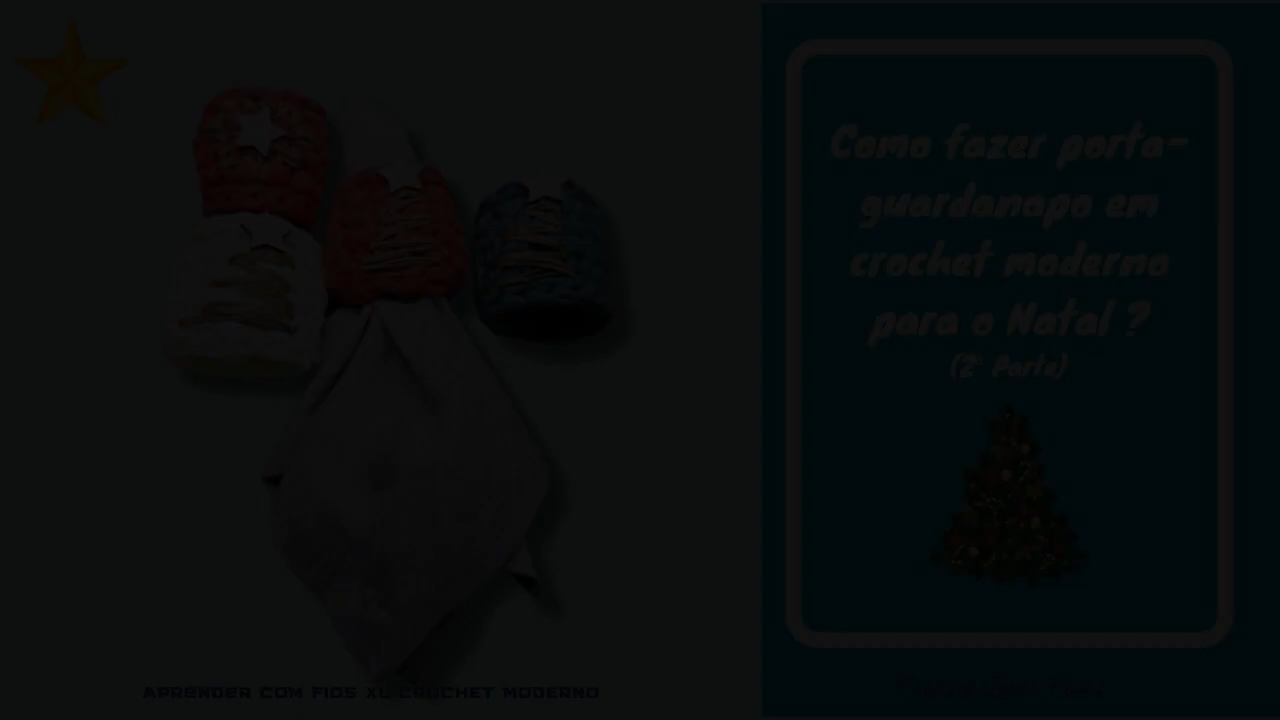 Como fazer porta-
guardanapo em
crochet moderno
para o Natal ?
(2ª Parte)
APRENDER COM FIOS XL CROCHET MODERNO